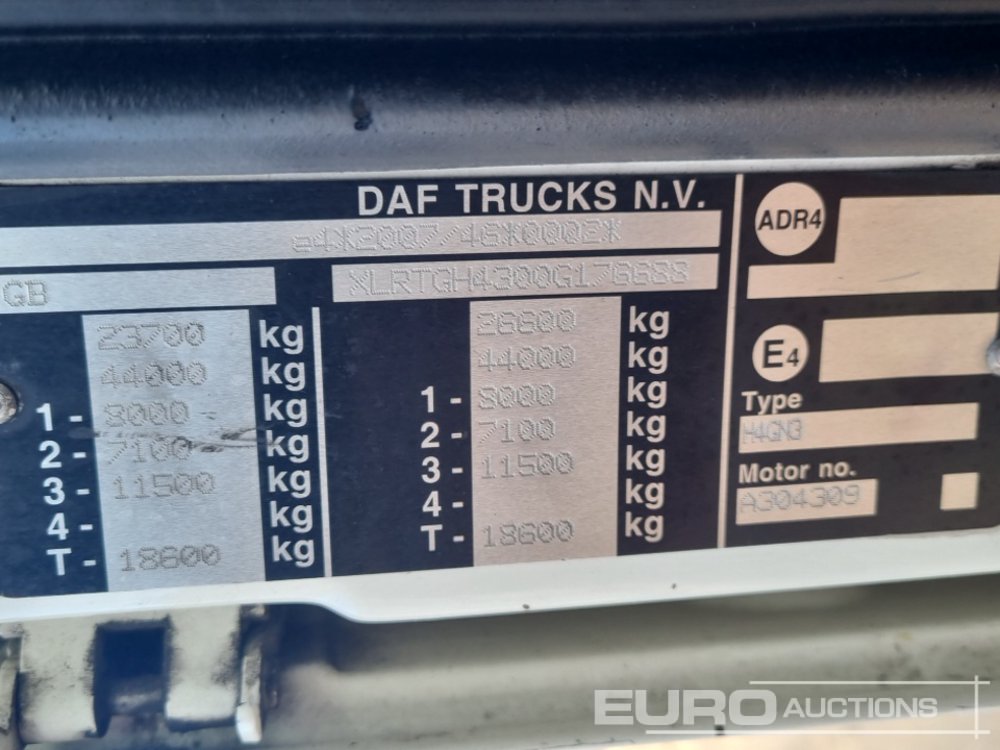 DAF TRUCKS N.V.
e4*2007/46*0002*
GB
XLRTGH4300G176688
23700 kg
44000 kg
1 - 8000 kg
2 - 7100 kg
3 - 11500 kg
4 - kg
T - 18600 kg
26600 kg
44000 kg
1 - 8000 kg
2 - 7100 kg
3 - 11500 kg
4 - kg
T - 18600 kg
ADR4
E4
Type
H4GN3
Motor no.
A304309
EURO AUCTIONS